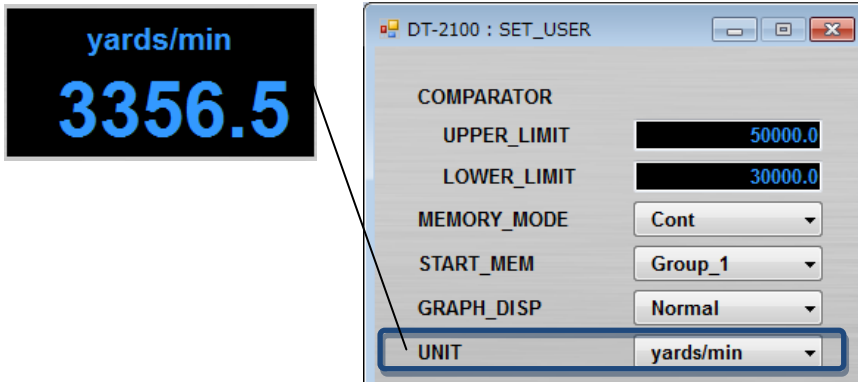 yards/min
3356.5
DT-2100 : SET_USER
COMPARATOR
UPPER_LIMIT 50000.0
LOWER_LIMIT 30000.0
MEMORY_MODE Cont
START_MEM Group_1
GRAPH_DISP Normal
UNIT yards/min